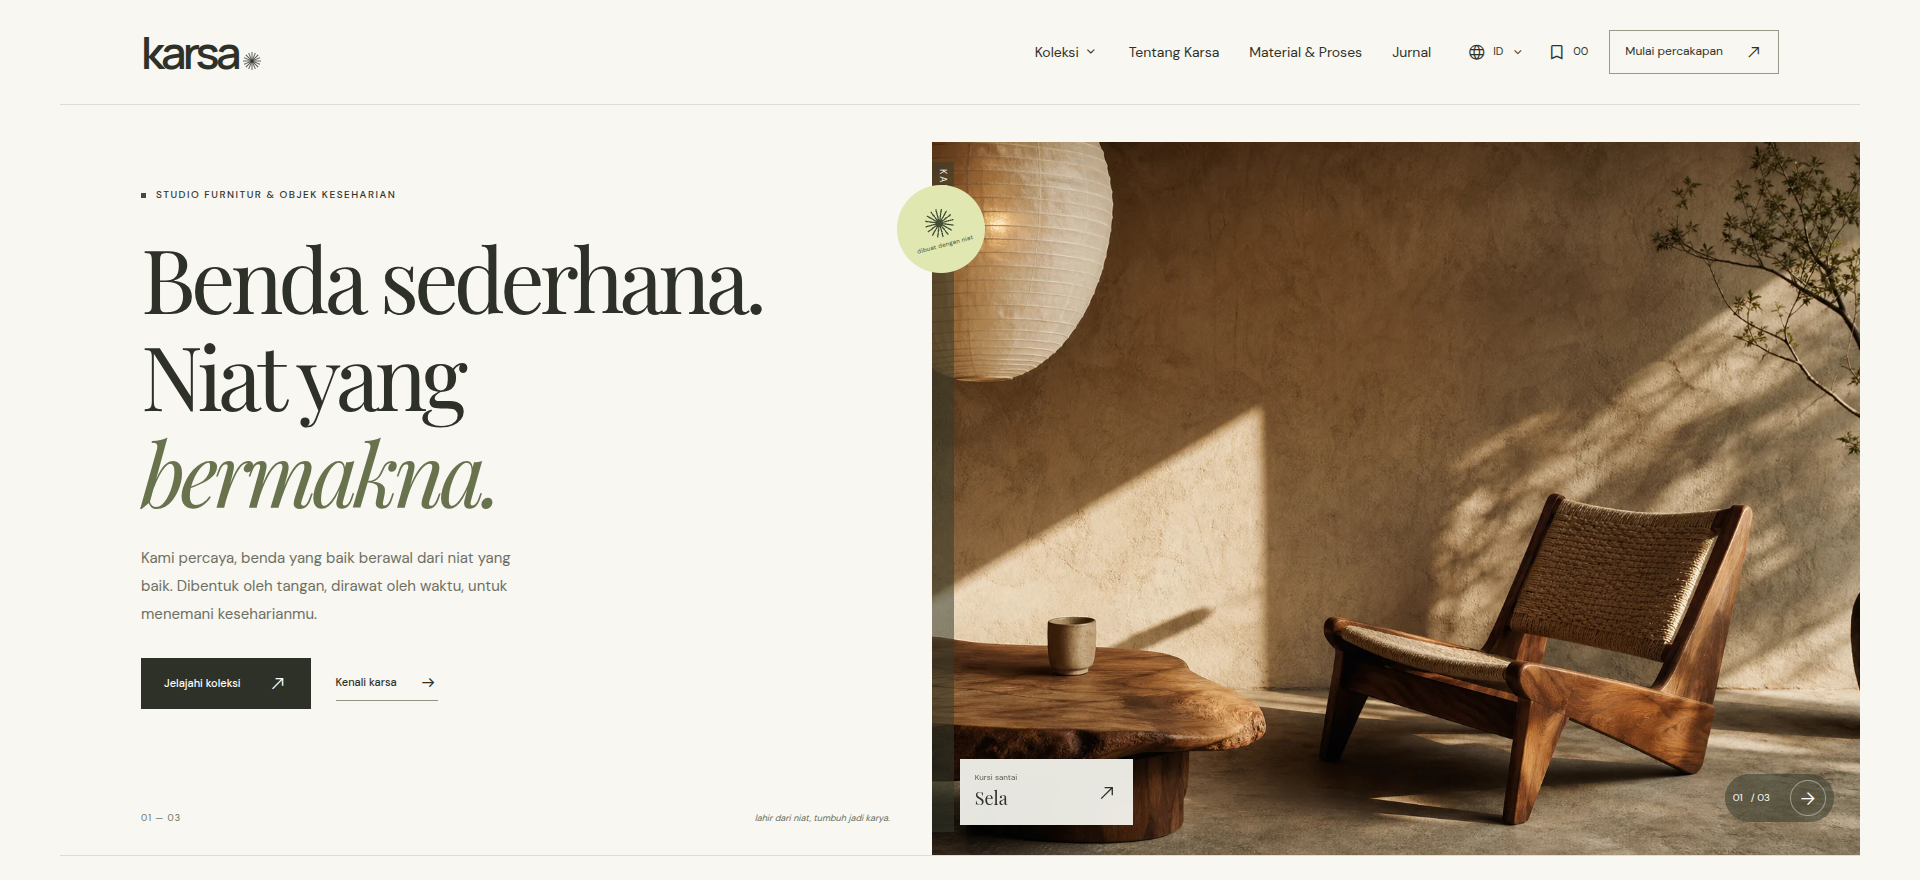 karsa
Koleksi
Tentang Karsa
Material & Proses
Jurnal
ID
00
Mulai percakapan
STUDIO FURNITUR & OBJEK KESEHARIAN
Benda sederhana.
Niat yang
bermakna.
Kami percaya, benda yang baik berawal dari niat yang
baik. Dibentuk oleh tangan, dirawat oleh waktu, untuk
menemani keseharianmu.
Jelajahi koleksi
Kenali karsa
01 — 03
lahir dari niat, tumbuh jadi karya.
KA
dibuat dengan niat
Kursi santai
Sela
01 / 03